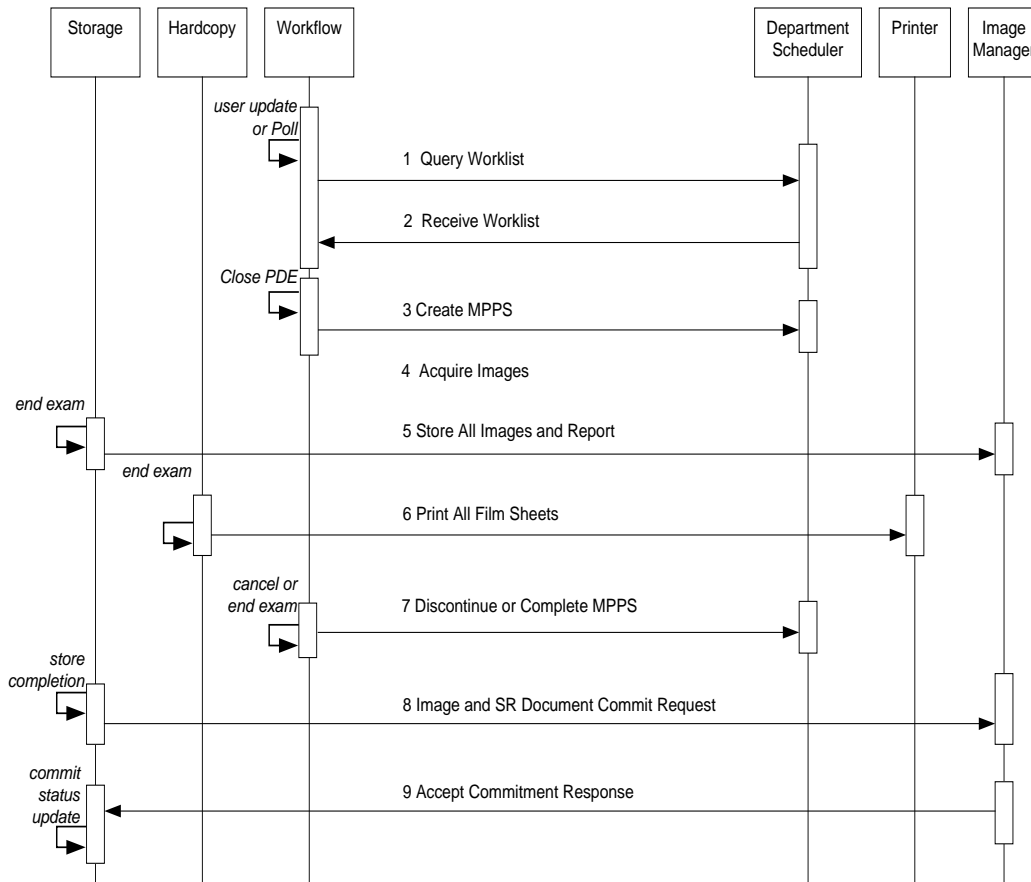 Storage
Hardcopy
Workflow
Department
Scheduler
Printer
Image
Manager
user update
or Poll
1 Query Worklist
2 Receive Worklist
Close PDE
3 Create MPPS
4 Acquire Images
end exam
5 Store All Images and Report
end exam
6 Print All Film Sheets
cancel or
end exam
7 Discontinue or Complete MPPS
store
completion
8 Image and SR Document Commit Request
commit
status
update
9 Accept Commitment Response